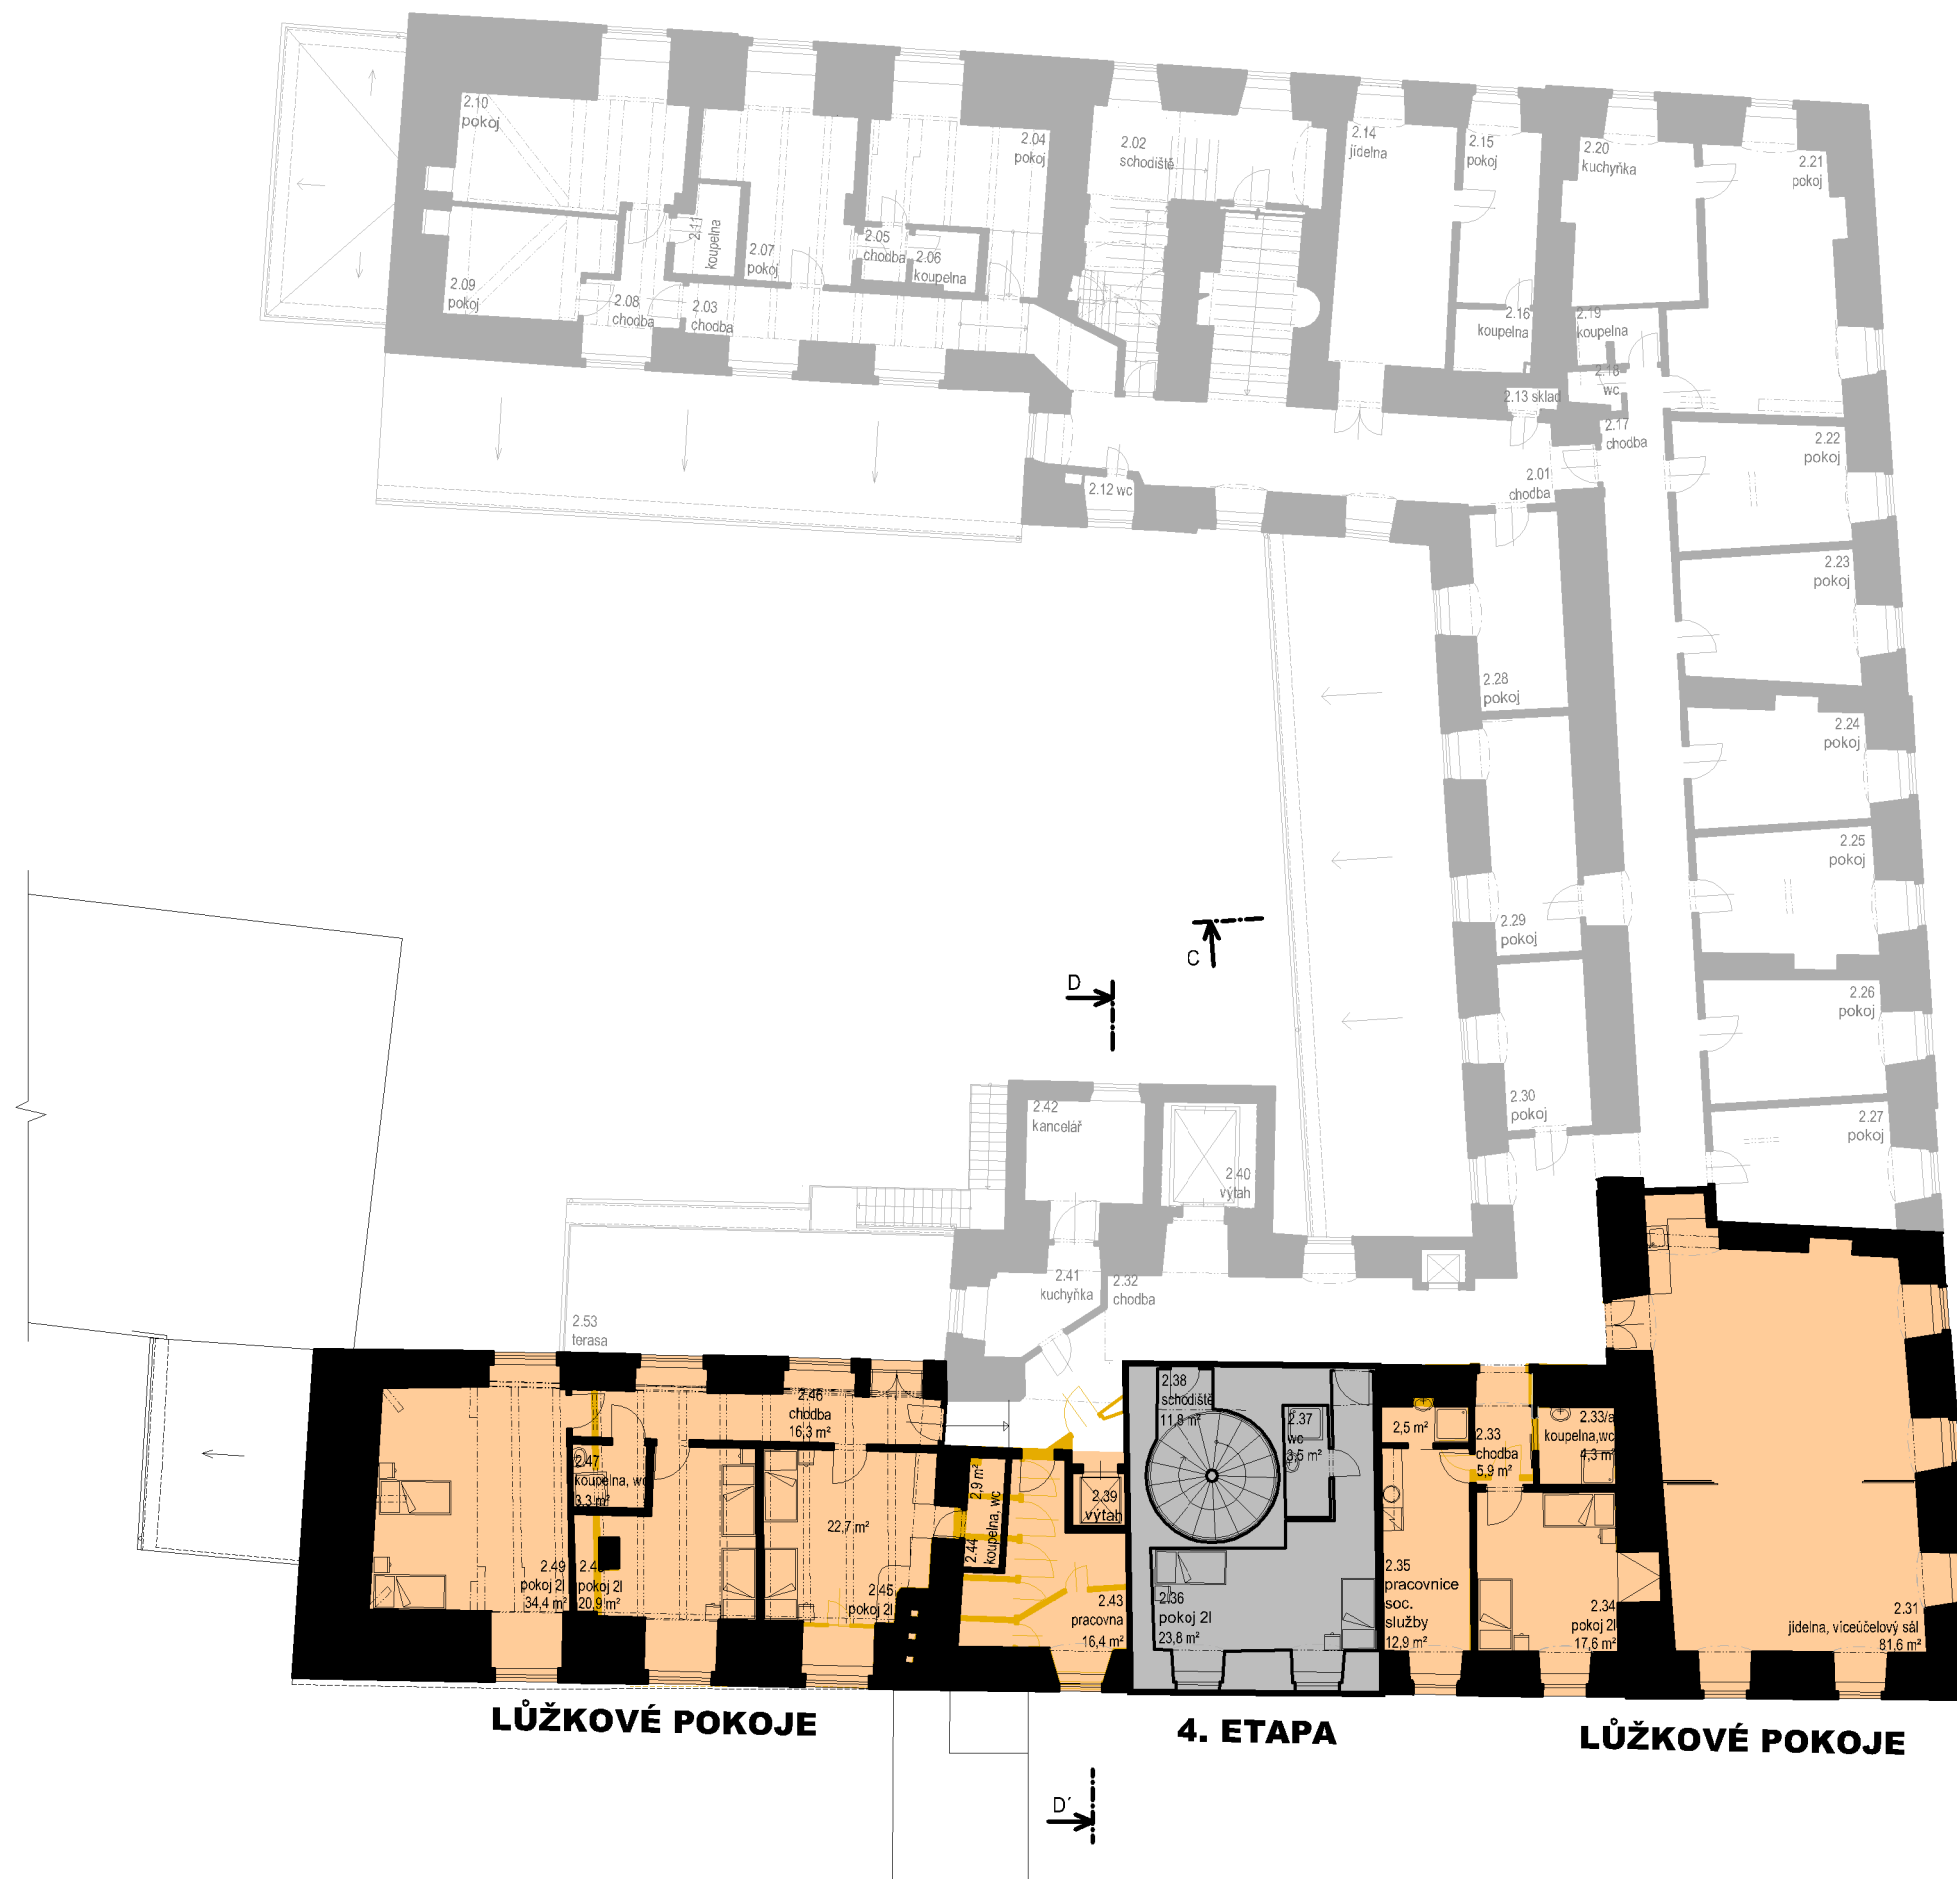 2.10
pokoj
2.04
pokoj
2.02
schodiště
2.14
jídelna
2.15
pokoj
2.20
kuchyňka
2.21
pokoj
2.11
koupelna
2.07
pokoj
2.05
chodba
2.06
koupelna
2.09
pokoj
2.08
chodba
2.03
chodba
2.16
koupelna
2.19
koupelna
2.18
wc
2.13 sklad
2.17
chodba
2.22
pokoj
2.12 wc
2.01
chodba
2.23
pokoj
2.28
pokoj
2.24
pokoj
2.25
pokoj
2.29
pokoj
C
D
2.26
pokoj
2.30
pokoj
2.27
pokoj
2.42
kancelář
2.40
výtah
2.41
kuchyňka
2.32
chodba
2.53
terasa
2.46
chodba
16,3 m²
2.38
schodiště
11,8 m²
2.37
wc
3,5 m²
2,5 m²
2.33
chodba
5,9 m²
2.33/a
koupelna,wc
4,3 m²
2.47
koupelna, wc
3,3 m²
22,7 m²
2,9 m²
2.44
koupelna, wc
2.39
výtah
2.49
pokoj 2l
34,4 m²
2.4
pokoj 2l
20,9 m²
2.45
pokoj 2l
2.43
pracovna
16,4 m²
2.36
pokoj 2l
23,8 m²
2.35
pracovnice
soc.
služby
12,9 m²
2.34
pokoj 2l
17,6 m²
2.31
jídelna, víceúčelový sál
81,6 m²
LŮŽKOVÉ POKOJE
4. ETAPA
LŮŽKOVÉ POKOJE
D´